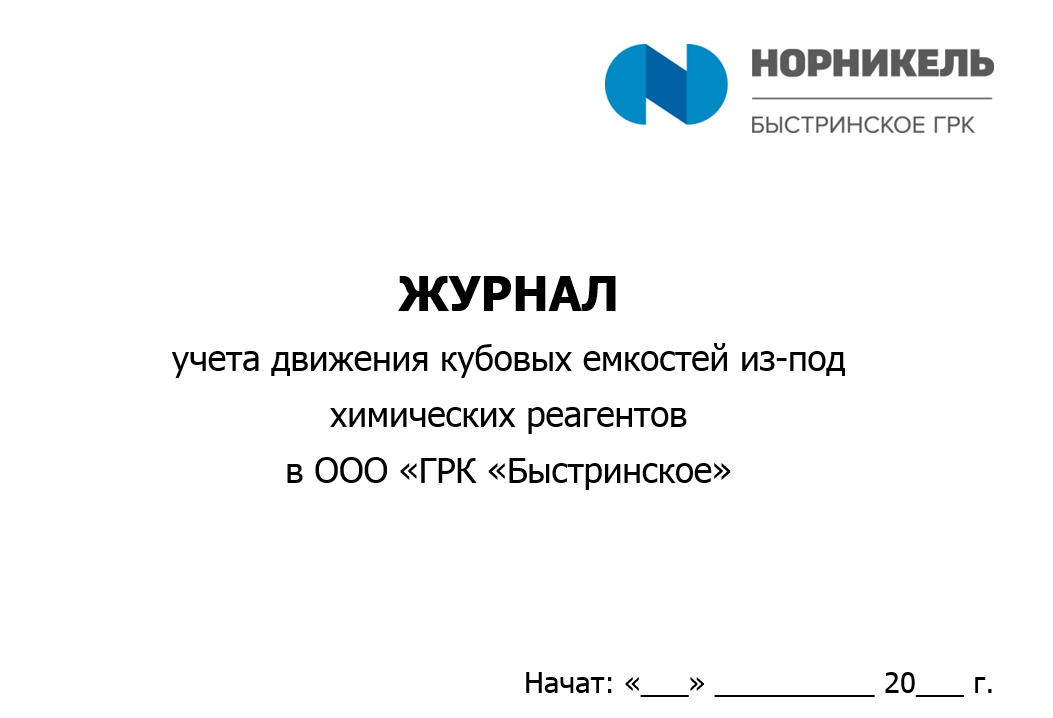 НОРНИКЕЛЬ
БЫСТРИНСКОЕ ГРК
ЖУРНАЛ
учета движения кубовых емкостей из-под
химических реагентов
в ООО «ГРК «Быстринское»
Начат: «___» __________ 20___ г.